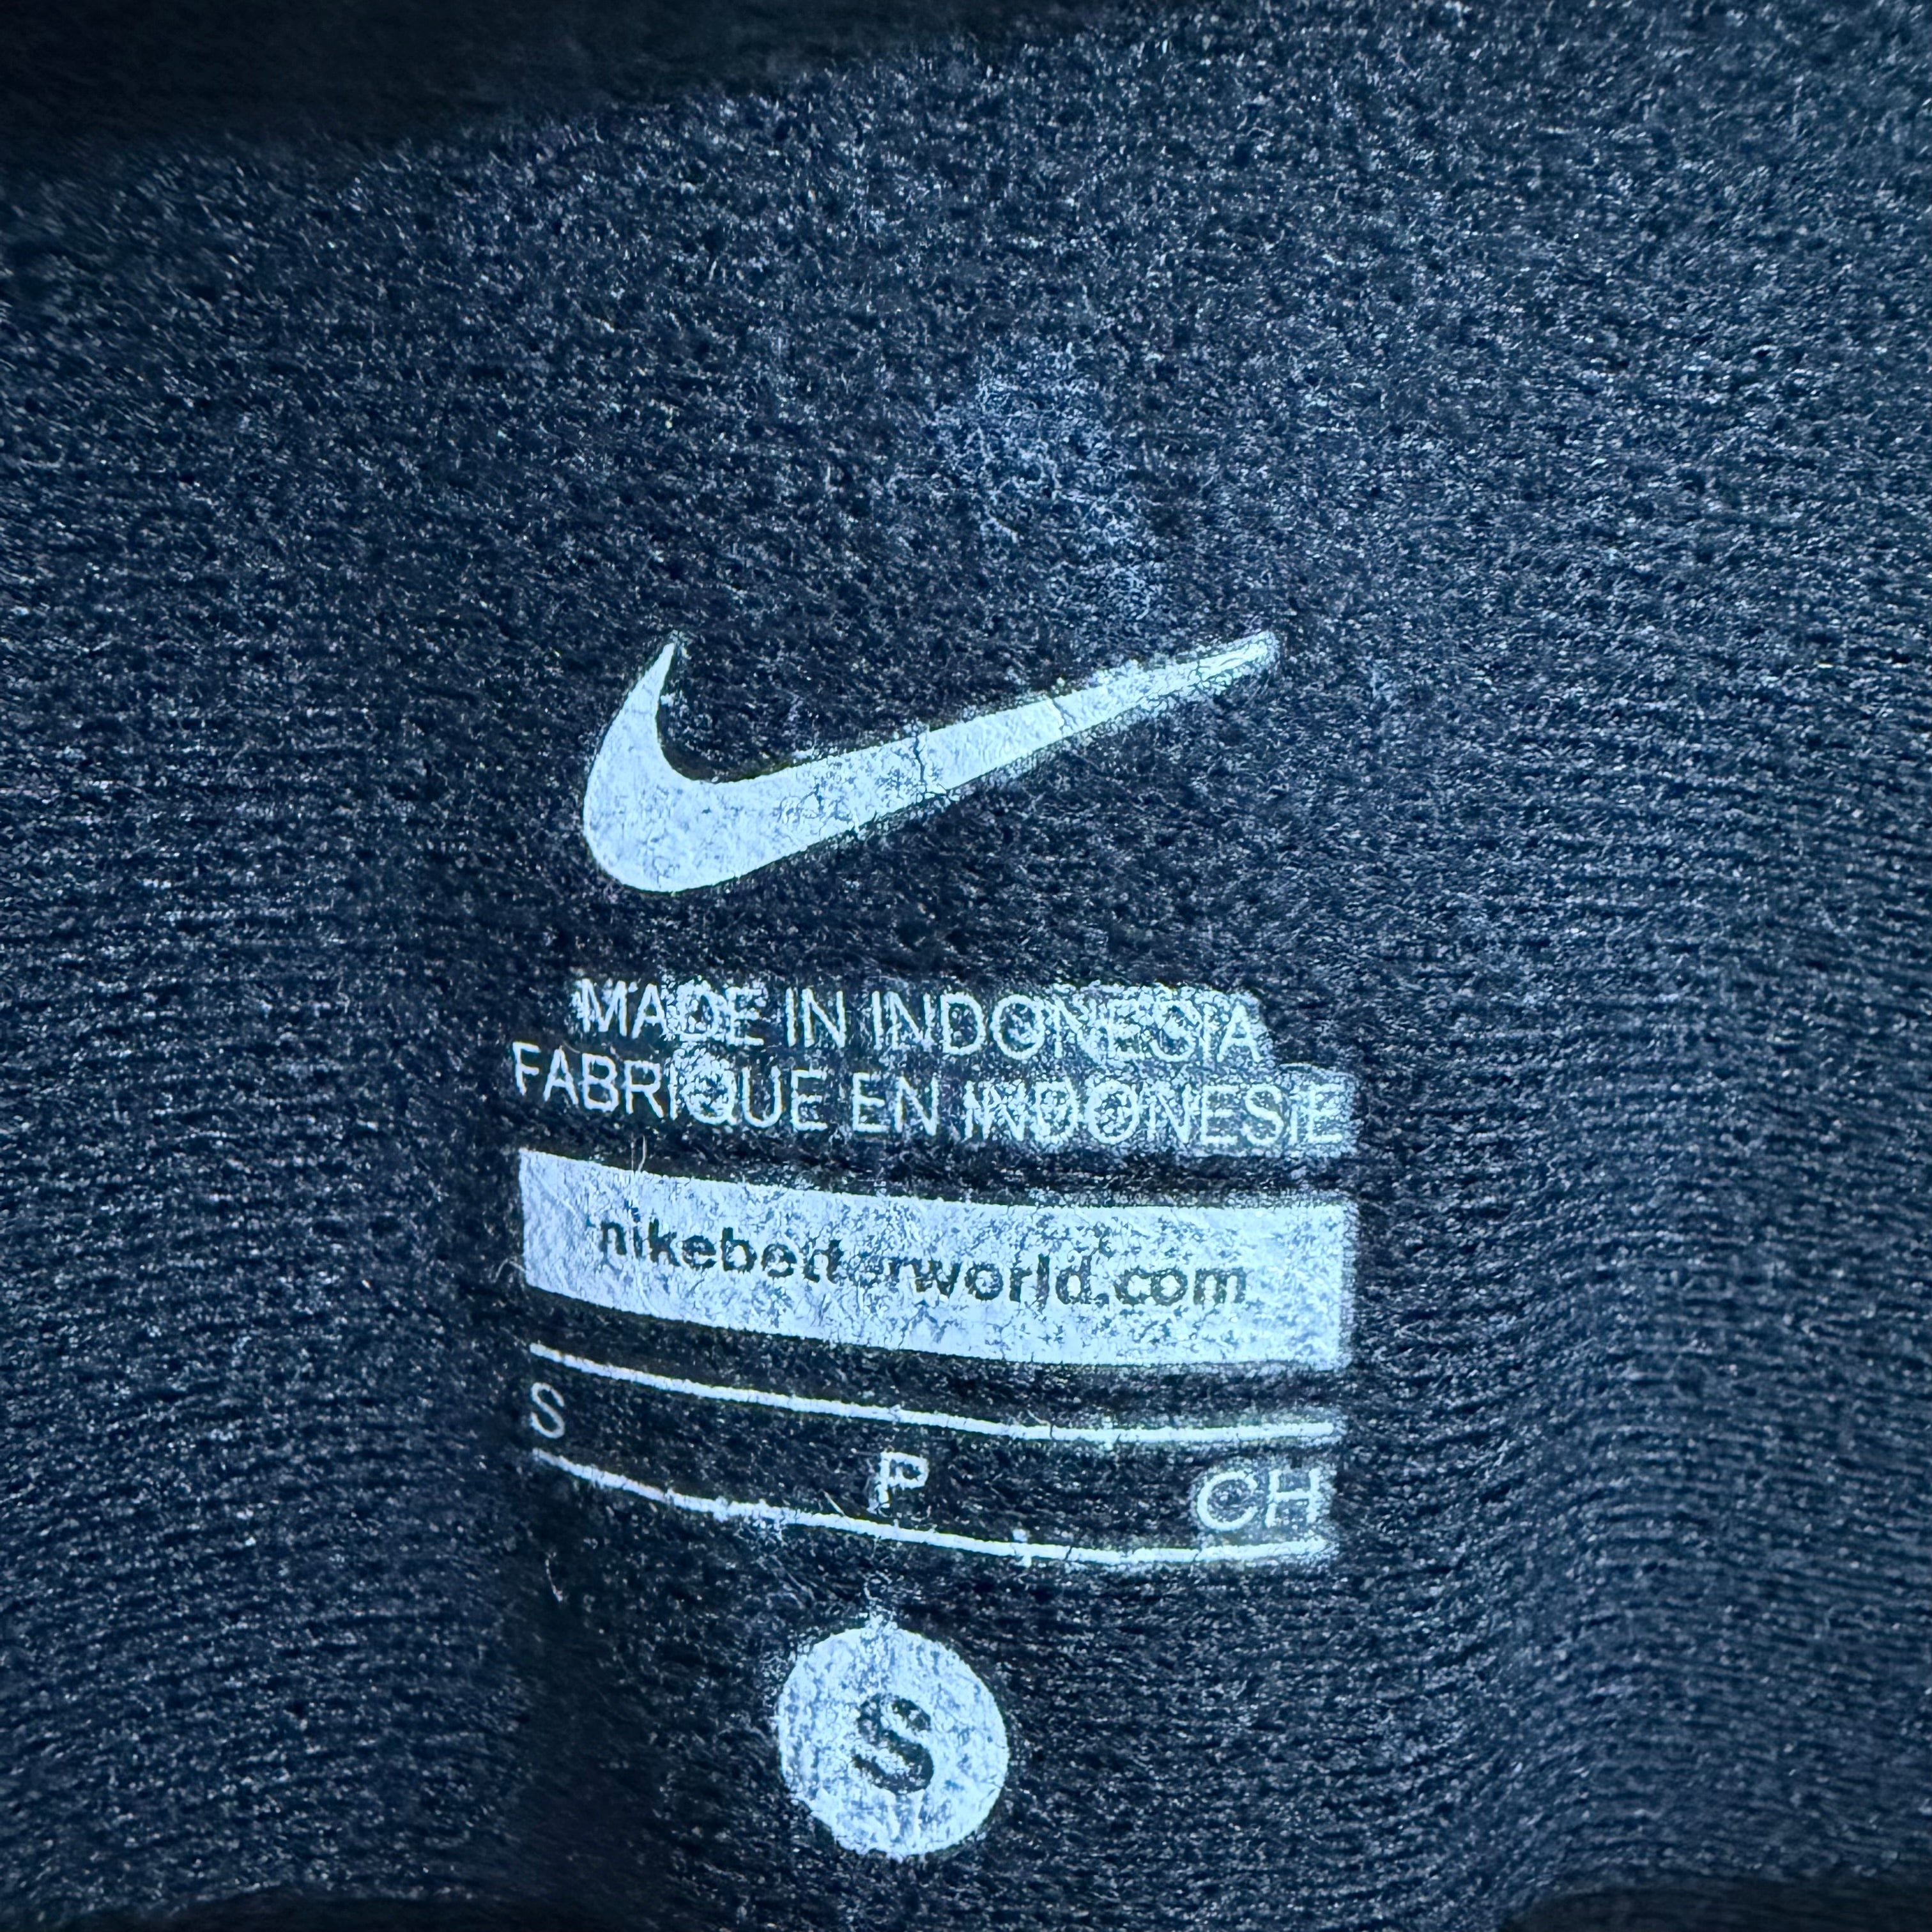 MADE IN INDONESIA
FABRIQUE EN INDONESIE
nikebetterworld.com
S P CH
S